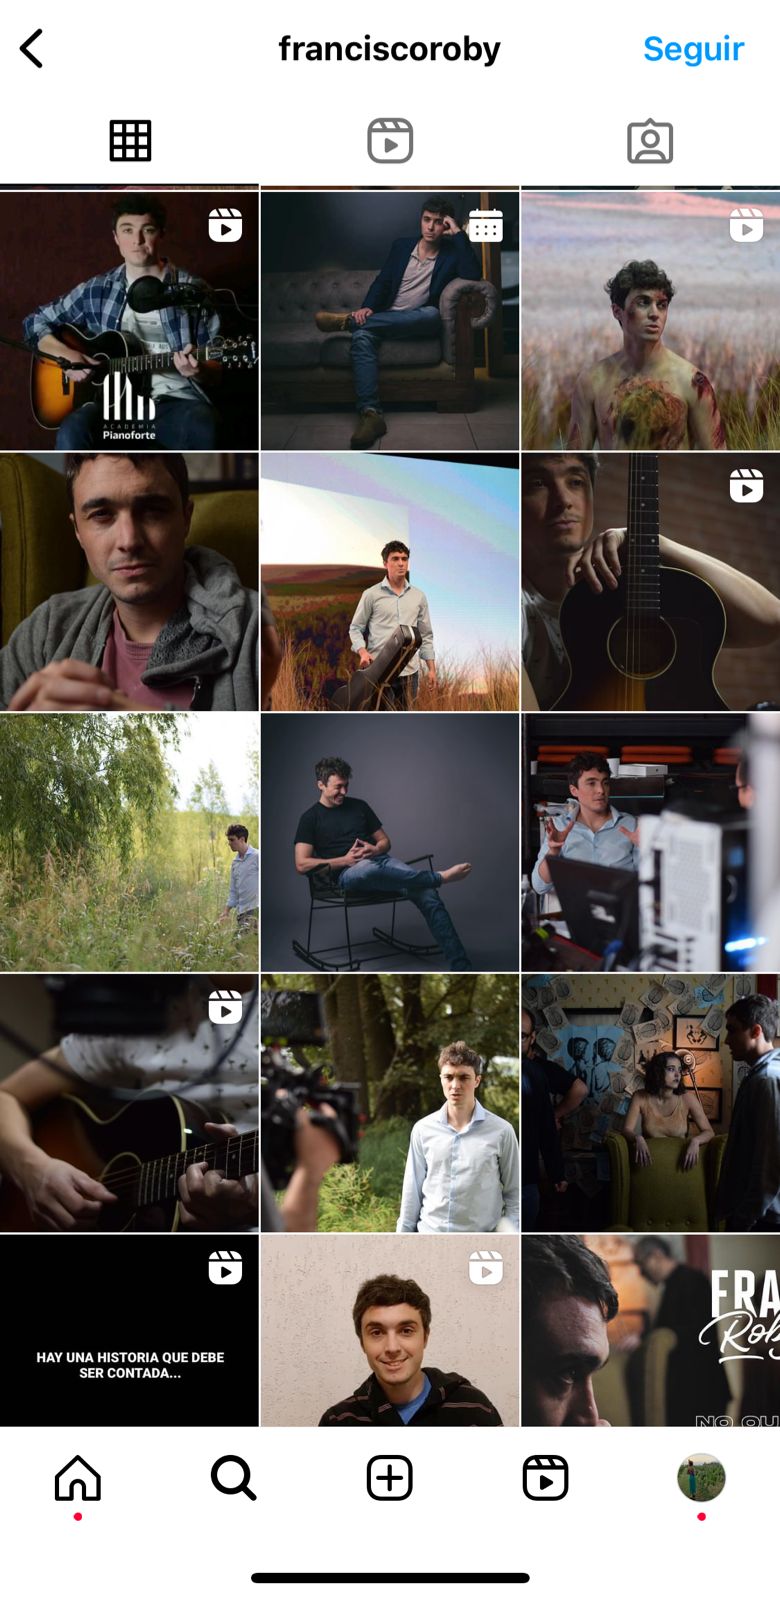 franciscoroby
Seguir
ACADEMIA
Pianoforte
HAY UNA HISTORIA QUE DEBE
SER CONTADA...
FRA
Rob
NO QU